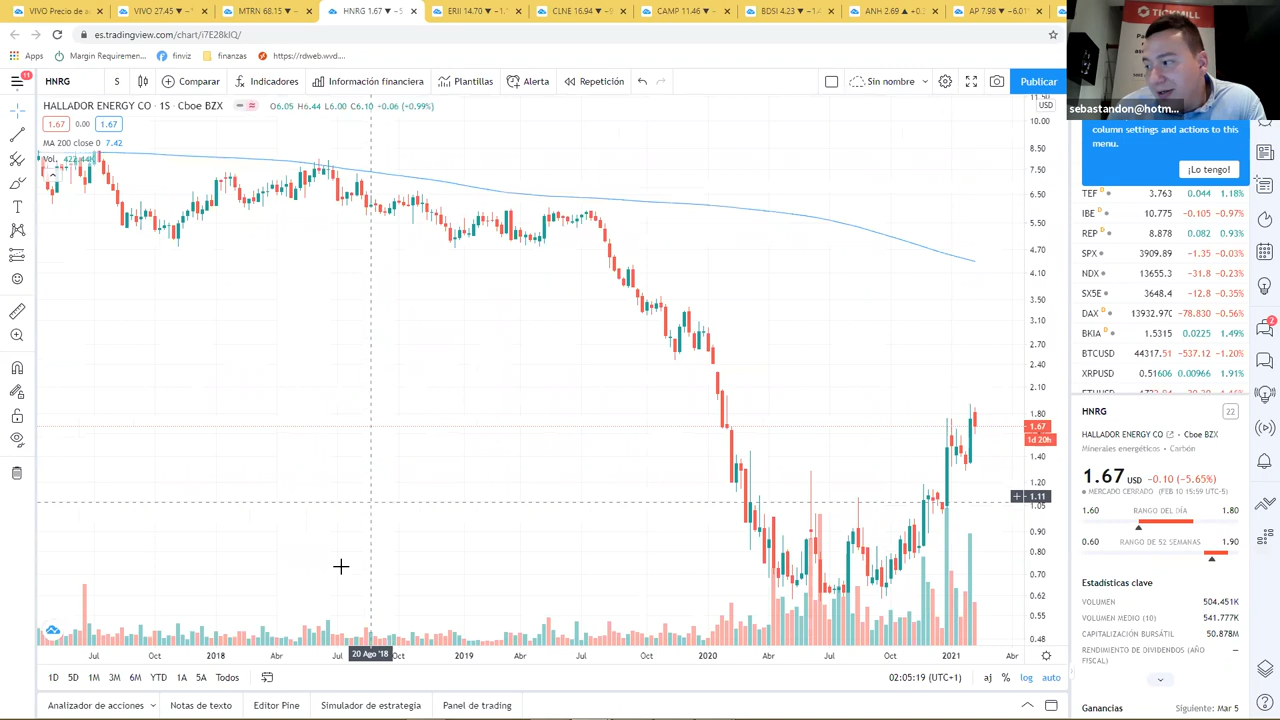 VIVO Precio de a
VIVO 27.45
MTRN 68.15
HNRG 1.67 ▼ −5
ERII 14.70
CLNE 16.94
CAMP 11.46
BDSI 4.23
ANH 2.69 ▲ +0.
AP 7.98 ▼ −6.01
es.tradingview.com/chart/i7E28kIQ/
Apps
Margin Requiremen...
finviz
finanzas
https://rdweb.wvd....
TICKMILL
sebastandon@hotm...
11
HNRG
S
Comparar
Indicadores
Información financiera
Plantillas
Alerta
Repetición
Sin nombre
Publicar
HALLADOR ENERGY CO · 1S · Cboe BZX
O6.05 H6.44 L6.00 C6.10 −0.06 (−0.99%)
1.67 0.00 1.67
MA 200 close 0 7.42
Vol.
USD
10.00
8.50
7.50
6.50
5.50
4.70
4.10
3.50
3.10
2.70
2.40
2.10
1.80
1.67
1d 20h
1.40
1.20
1.11
1.05
0.90
0.80
0.70
0.62
0.55
0.48
Jul
Oct
2018
Abr
Jul
20 Ago '18
Oct
2019
Abr
Jul
Oct
2020
Abr
Jul
Oct
2021
Abr
1D 5D 1M 3M 6M YTD 1A 5A Todos
02:05:19 (UTC+1)
aj % log auto
Analizador de acciones
Notas de texto
Editor Pine
Simulador de estrategia
Panel de trading
column settings and actions to this
menu.
¡Lo tengo!
TEF D 3.763 0.044 1.18%
IBE D 10.775 −0.105 −0.97%
REP D 8.878 0.082 0.93%
SPX 3909.89 −1.35 −0.03%
NDX 13655.3 −31.8 −0.23%
SX5E 3648.4 −12.8 −0.35%
DAX D 13932.970 −78.830 −0.56%
BKIA D 1.5315 0.0225 1.49%
BTCUSD 44317.51 −537.12 −1.20%
XRPUSD 0.51606 0.00966 1.91%
HNRG
22
HALLADOR ENERGY CO · Cboe BZX
Minerales energéticos · Carbón
1.67 USD −0.10 (−5.65%)
MERCADO CERRADO (FEB 10 15:59 UTC-5)
1.60 RANGO DEL DÍA 1.80
0.60 RANGO DE 52 SEMANAS 1.90
Estadísticas clave
VOLUMEN 504.451K
VOLUMEN MEDIO (10) 541.777K
CAPITALIZACIÓN BURSÁTIL 50.878M
RENDIMIENTO DE DIVIDENDOS (AÑO —
FISCAL)
Ganancias Siguiente: Mar 5
2